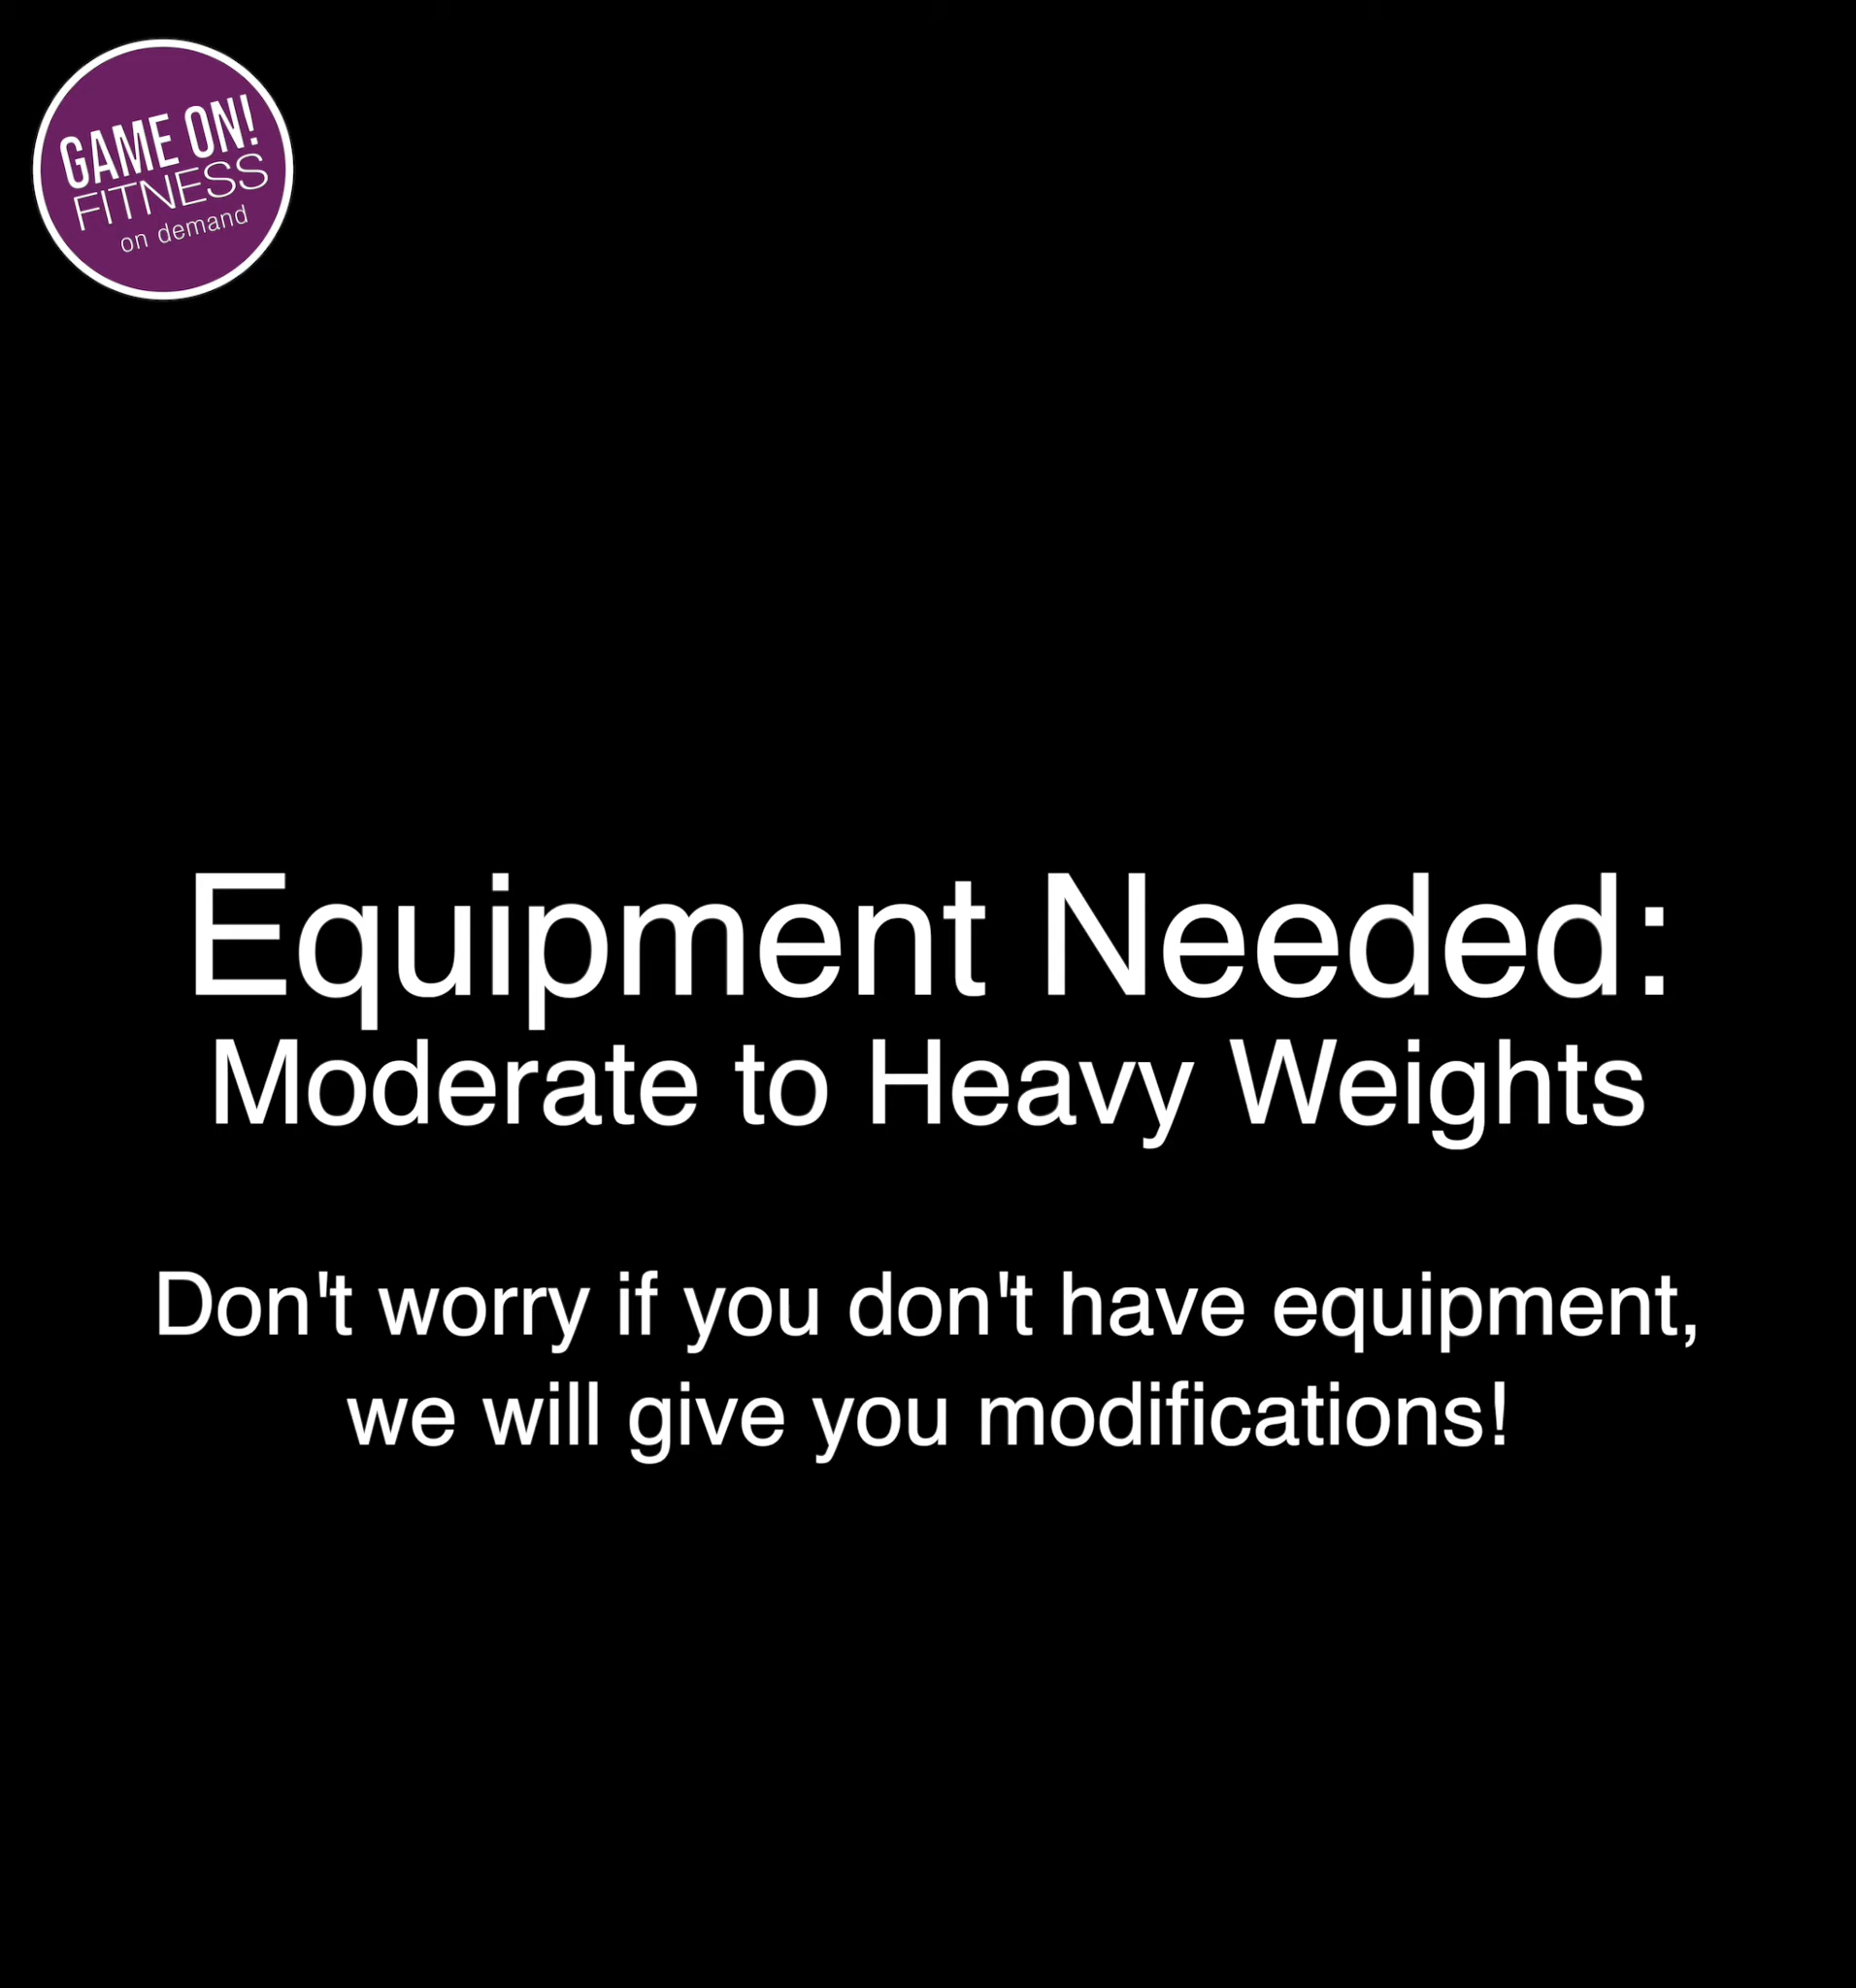 GAME ON!
FITNESS
on demand
Equipment Needed:
Moderate to Heavy Weights
Don't worry if you don't have equipment,
we will give you modifications!